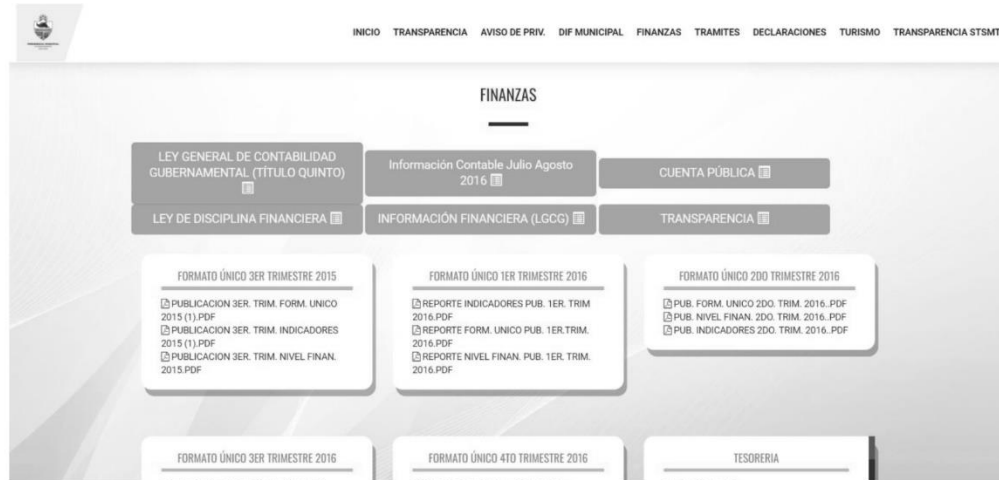 INICIO TRANSPARENCIA AVISO DE PRIV. DIF MUNICIPAL FINANZAS TRAMITES DECLARACIONES TURISMO TRANSPARENCIA STSMT
FINANZAS
LEY GENERAL DE CONTABILIDAD
GUBERNAMENTAL (TÍTULO QUINTO)
Información Contable Julio Agosto
2016
CUENTA PÚBLICA
LEY DE DISCIPLINA FINANCIERA
INFORMACIÓN FINANCIERA (LGCG)
TRANSPARENCIA
FORMATO ÚNICO 3ER TRIMESTRE 2015
PUBLICACION 3ER. TRIM. FORM. UNICO
2015 (1).PDF
PUBLICACION 3ER. TRIM. INDICADORES
2015 (1).PDF
PUBLICACION 3ER. TRIM. NIVEL FINAN.
2015.PDF
FORMATO ÚNICO 1ER TRIMESTRE 2016
REPORTE INDICADORES PUB. 1ER. TRIM
2016.PDF
REPORTE FORM. UNICO PUB. 1ER.TRIM.
2016.PDF
REPORTE NIVEL FINAN. PUB. 1ER. TRIM.
2016.PDF
FORMATO ÚNICO 2DO TRIMESTRE 2016
PUB. FORM. UNICO 2DO. TRIM. 2016..PDF
PUB. NIVEL FINAN. 2DO. TRIM. 2016..PDF
PUB. INDICADORES 2DO. TRIM. 2016..PDF
FORMATO ÚNICO 3ER TRIMESTRE 2016
FORMATO ÚNICO 4TO TRIMESTRE 2016
TESORERIA